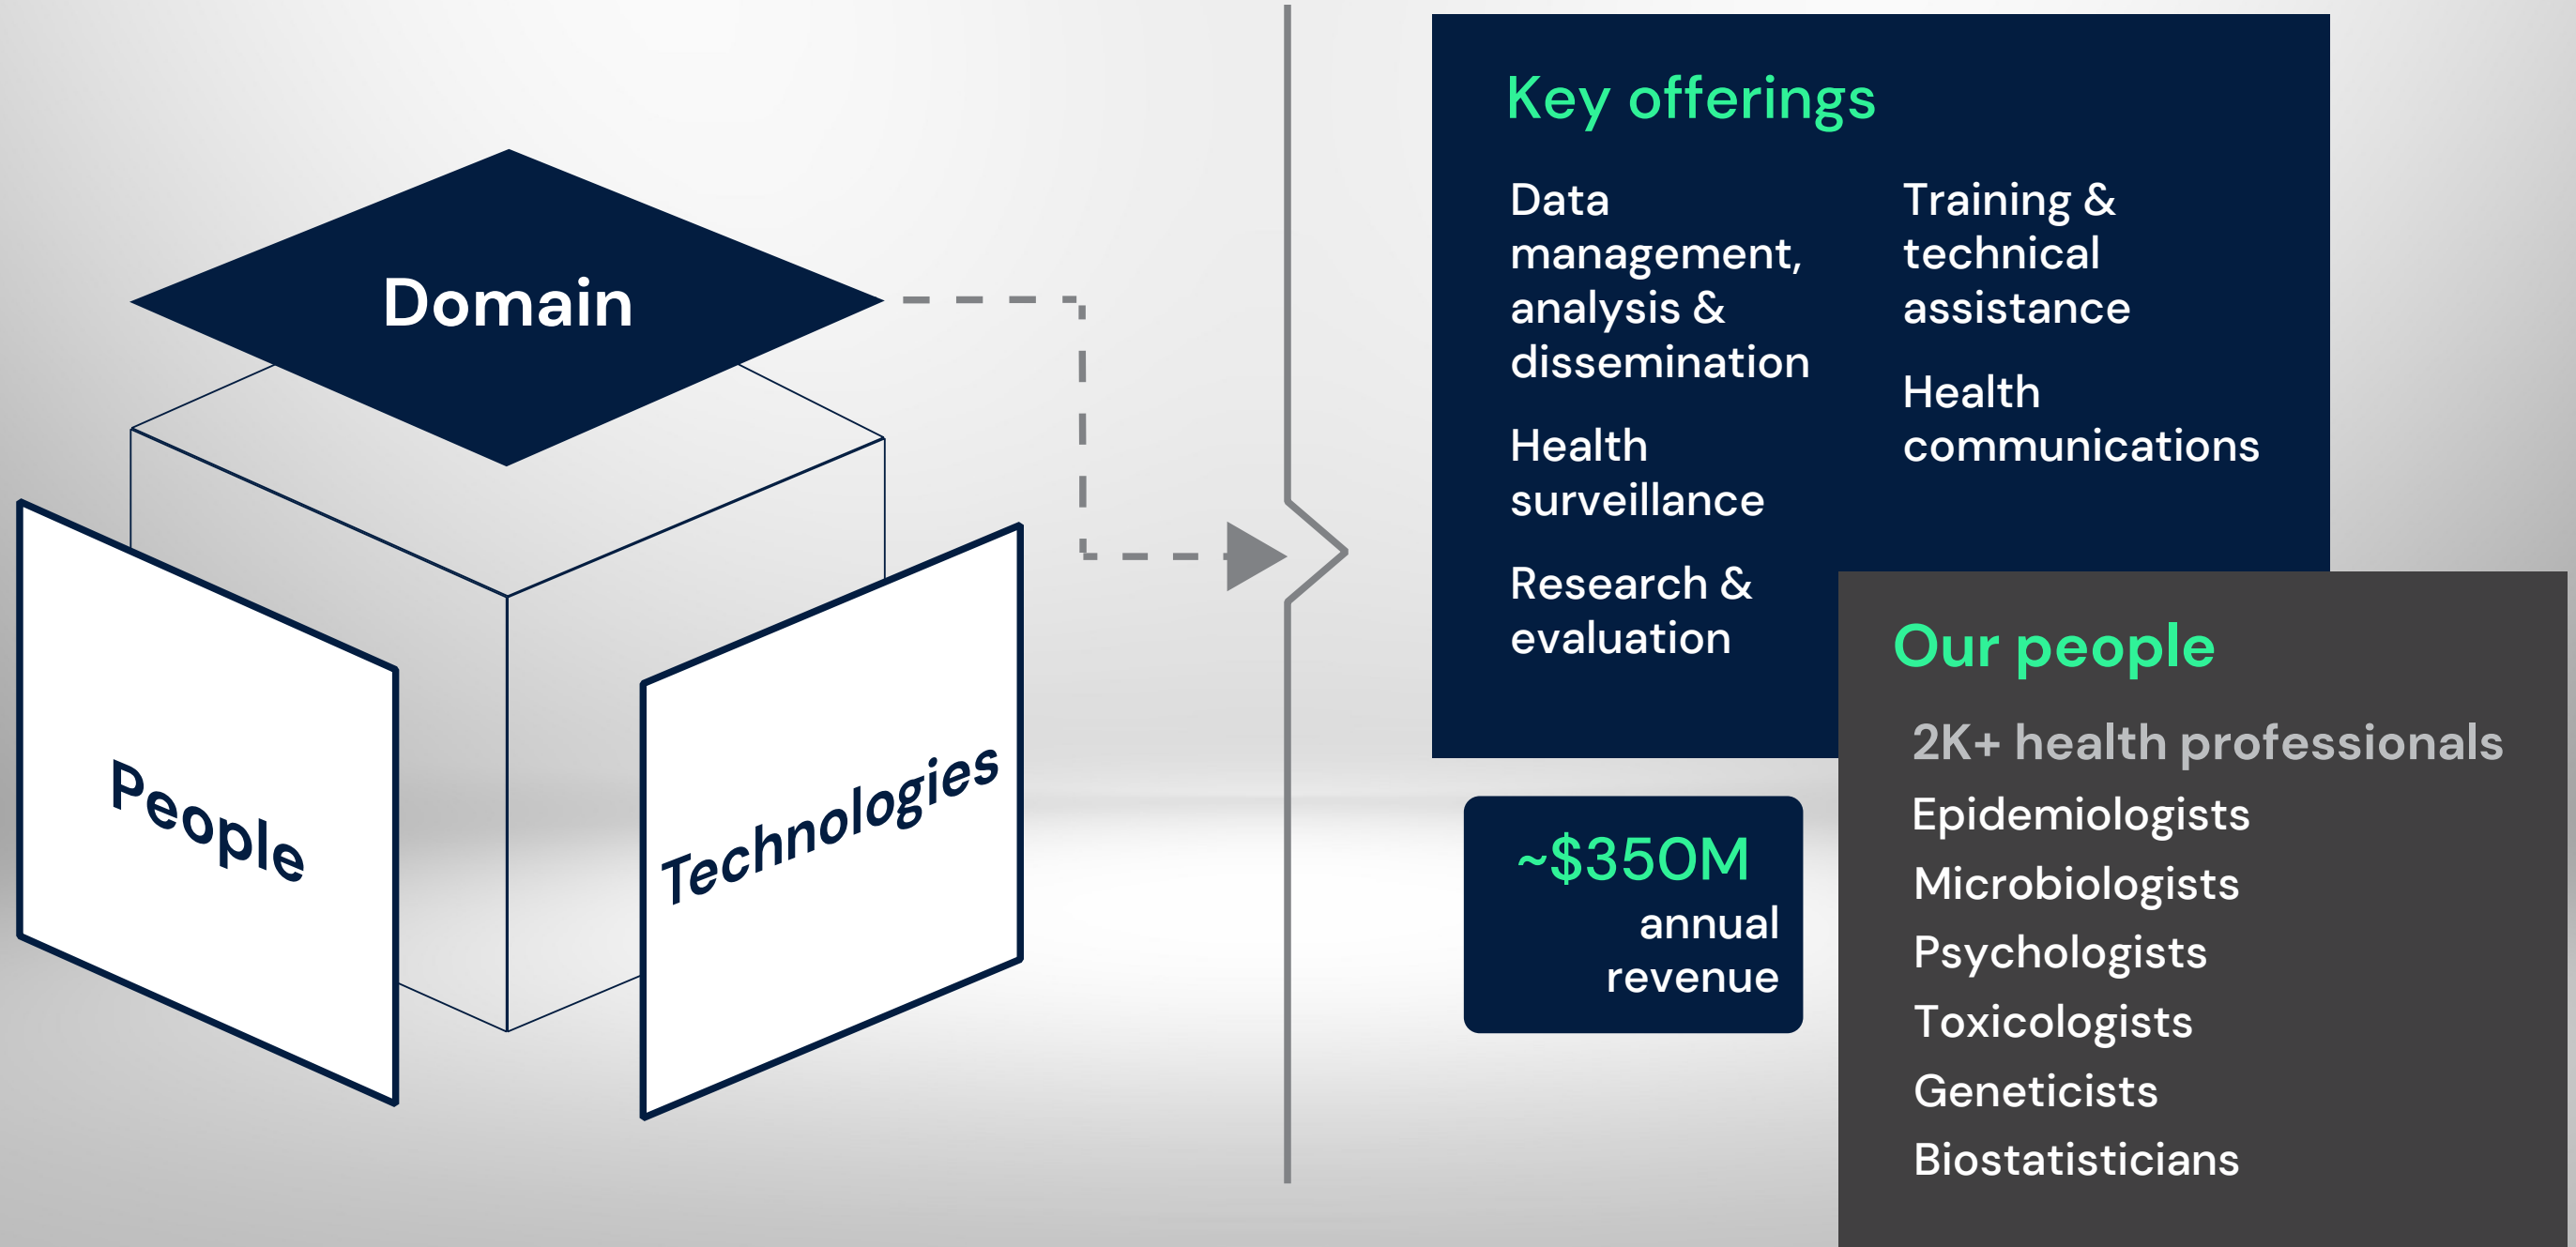 Domain
People
Technologies
Key offerings
Data
management,
analysis &
dissemination
Health
surveillance
Research &
evaluation
Training &
technical
assistance
Health
communications
~$350M
annual
revenue
Our people
2K+ health professionals
Epidemiologists
Microbiologists
Psychologists
Toxicologists
Geneticists
Biostatisticians